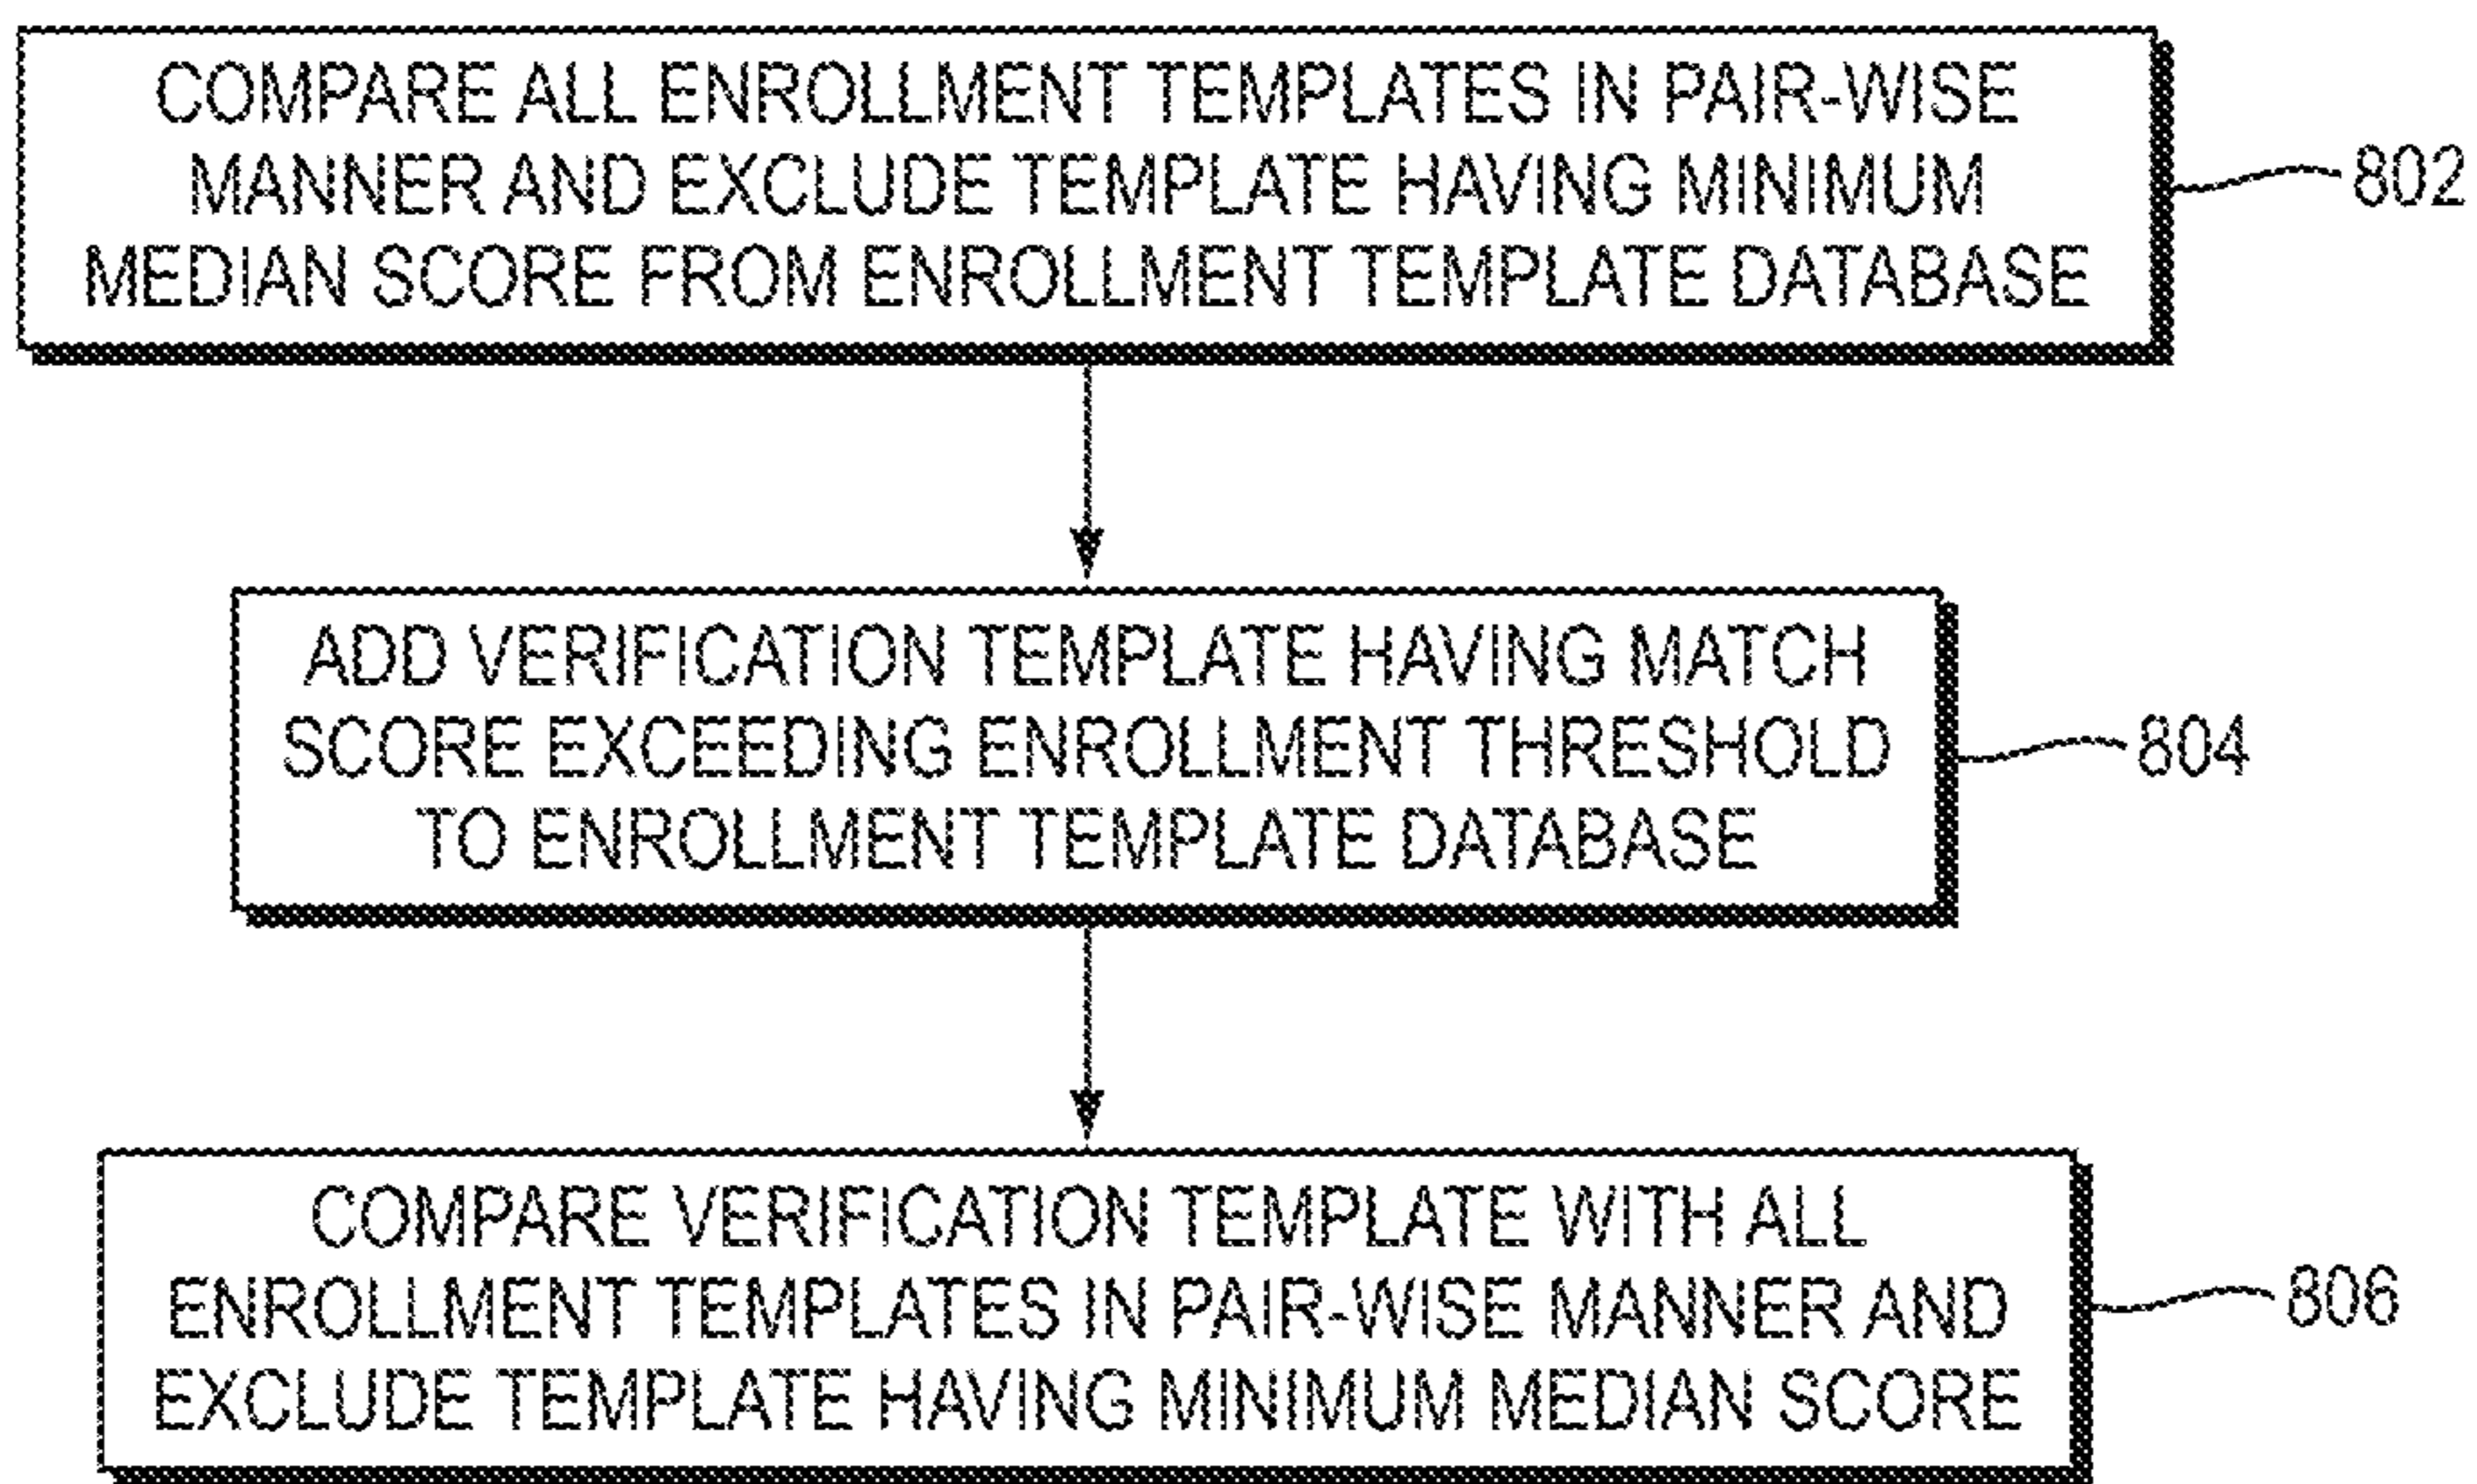 COMPARE ALL ENROLLMENT TEMPLATES IN PAIR-WISE
MANNER AND EXCLUDE TEMPLATE HAVING MINIMUM
MEDIAN SCORE FROM ENROLLMENT TEMPLATE DATABASE
802
ADD VERIFICATION TEMPLATE HAVING MATCH
SCORE EXCEEDING ENROLLMENT THRESHOLD
TO ENROLLMENT TEMPLATE DATABASE
804
COMPARE VERIFICATION TEMPLATE WITH ALL
ENROLLMENT TEMPLATES IN PAIR-WISE MANNER AND
EXCLUDE TEMPLATE HAVING MINIMUM MEDIAN SCORE
806